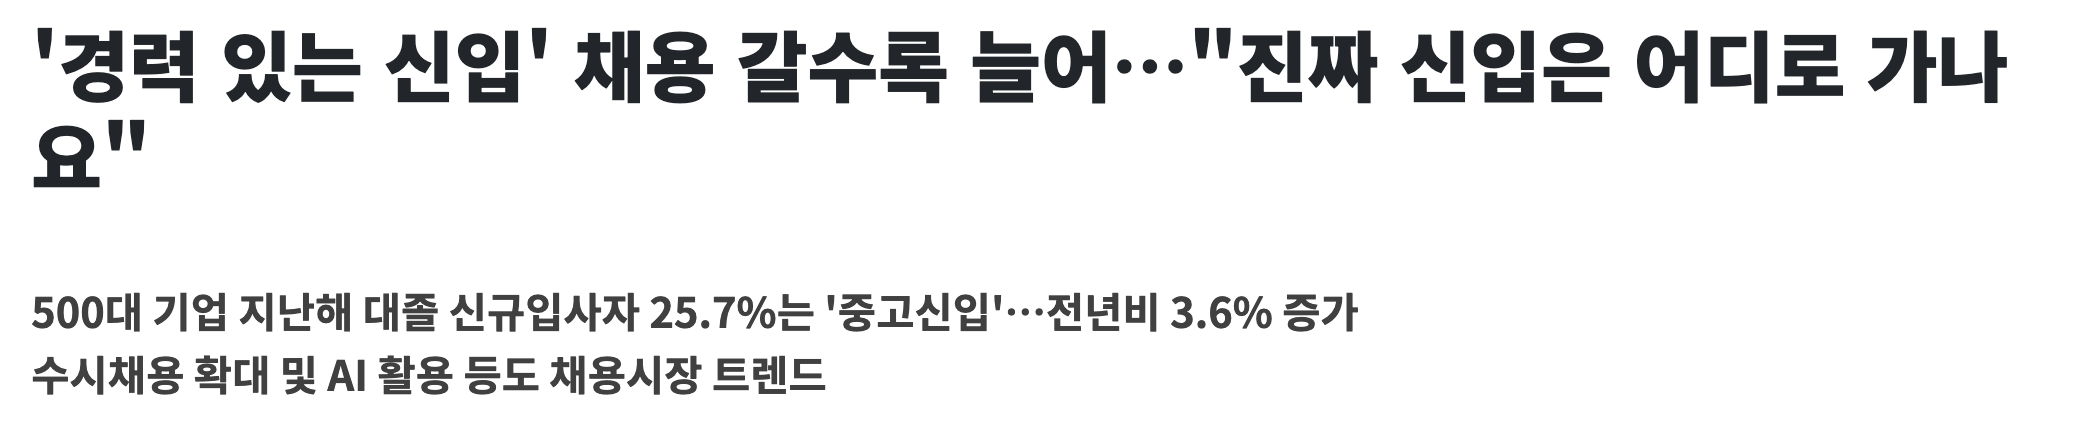 '경력 있는 신입' 채용 갈수록 늘어…"진짜 신입은 어디로 가나
요"
500대 기업 지난해 대졸 신규입사자 25.7%는 '중고신입'…전년비 3.6% 증가
수시채용 확대 및 AI 활용 등도 채용시장 트렌드